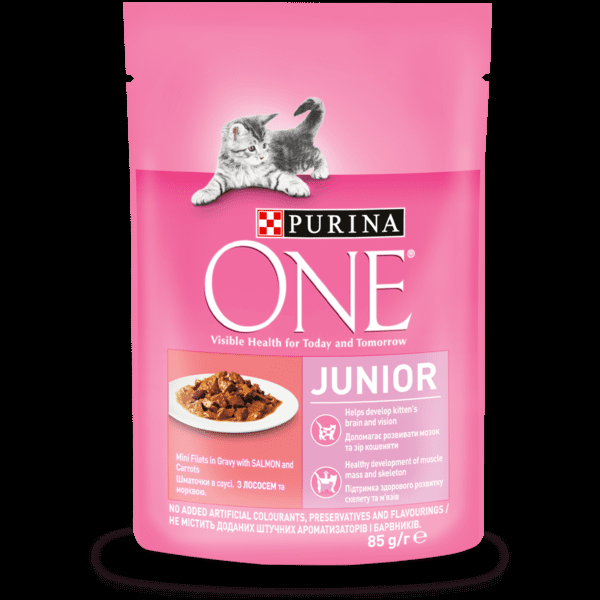 PURINA
ONE®
Visible Health for Today and Tomorrow
JUNIOR
Mini Filets in Gravy with SALMON and
Carrots
Шматочки в соусі. З ЛОСОСЕМ та
морквою.
Helps develop kitten's
brain and vision
Допомагає розвивати мозок
та зір кошеняти
Healthy development of muscle
mass and skeleton
Підтримка здорового розвитку
скелету та м'язів
NO ADDED ARTIFICIAL COLOURANTS, PRESERVATIVES AND FLAVOURINGS /
НЕ МІСТИТЬ ДОДАНИХ ШТУЧНИХ АРОМАТИЗАТОРІВ І БАРВНИКІВ.
85 g/г ℮